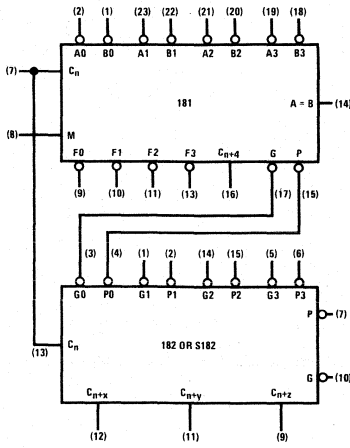 (2) (1) (23) (22) (21) (20) (19) (18)
A0 B0 A1 B1 A2 B2 A3 B3
(7) Cn
181
A = B (14)
(8) M
F0 F1 F2 F3 Cn+4 G P
(9) (10) (11) (13) (16) (17) (15)
(3) (4) (1) (2) (14) (15) (5) (6)
G0 P0 G1 P1 G2 P2 G3 P3
P (7)
(13) Cn
182 OR S182
G (10)
Cn+x Cn+y Cn+z
(12) (11) (9)